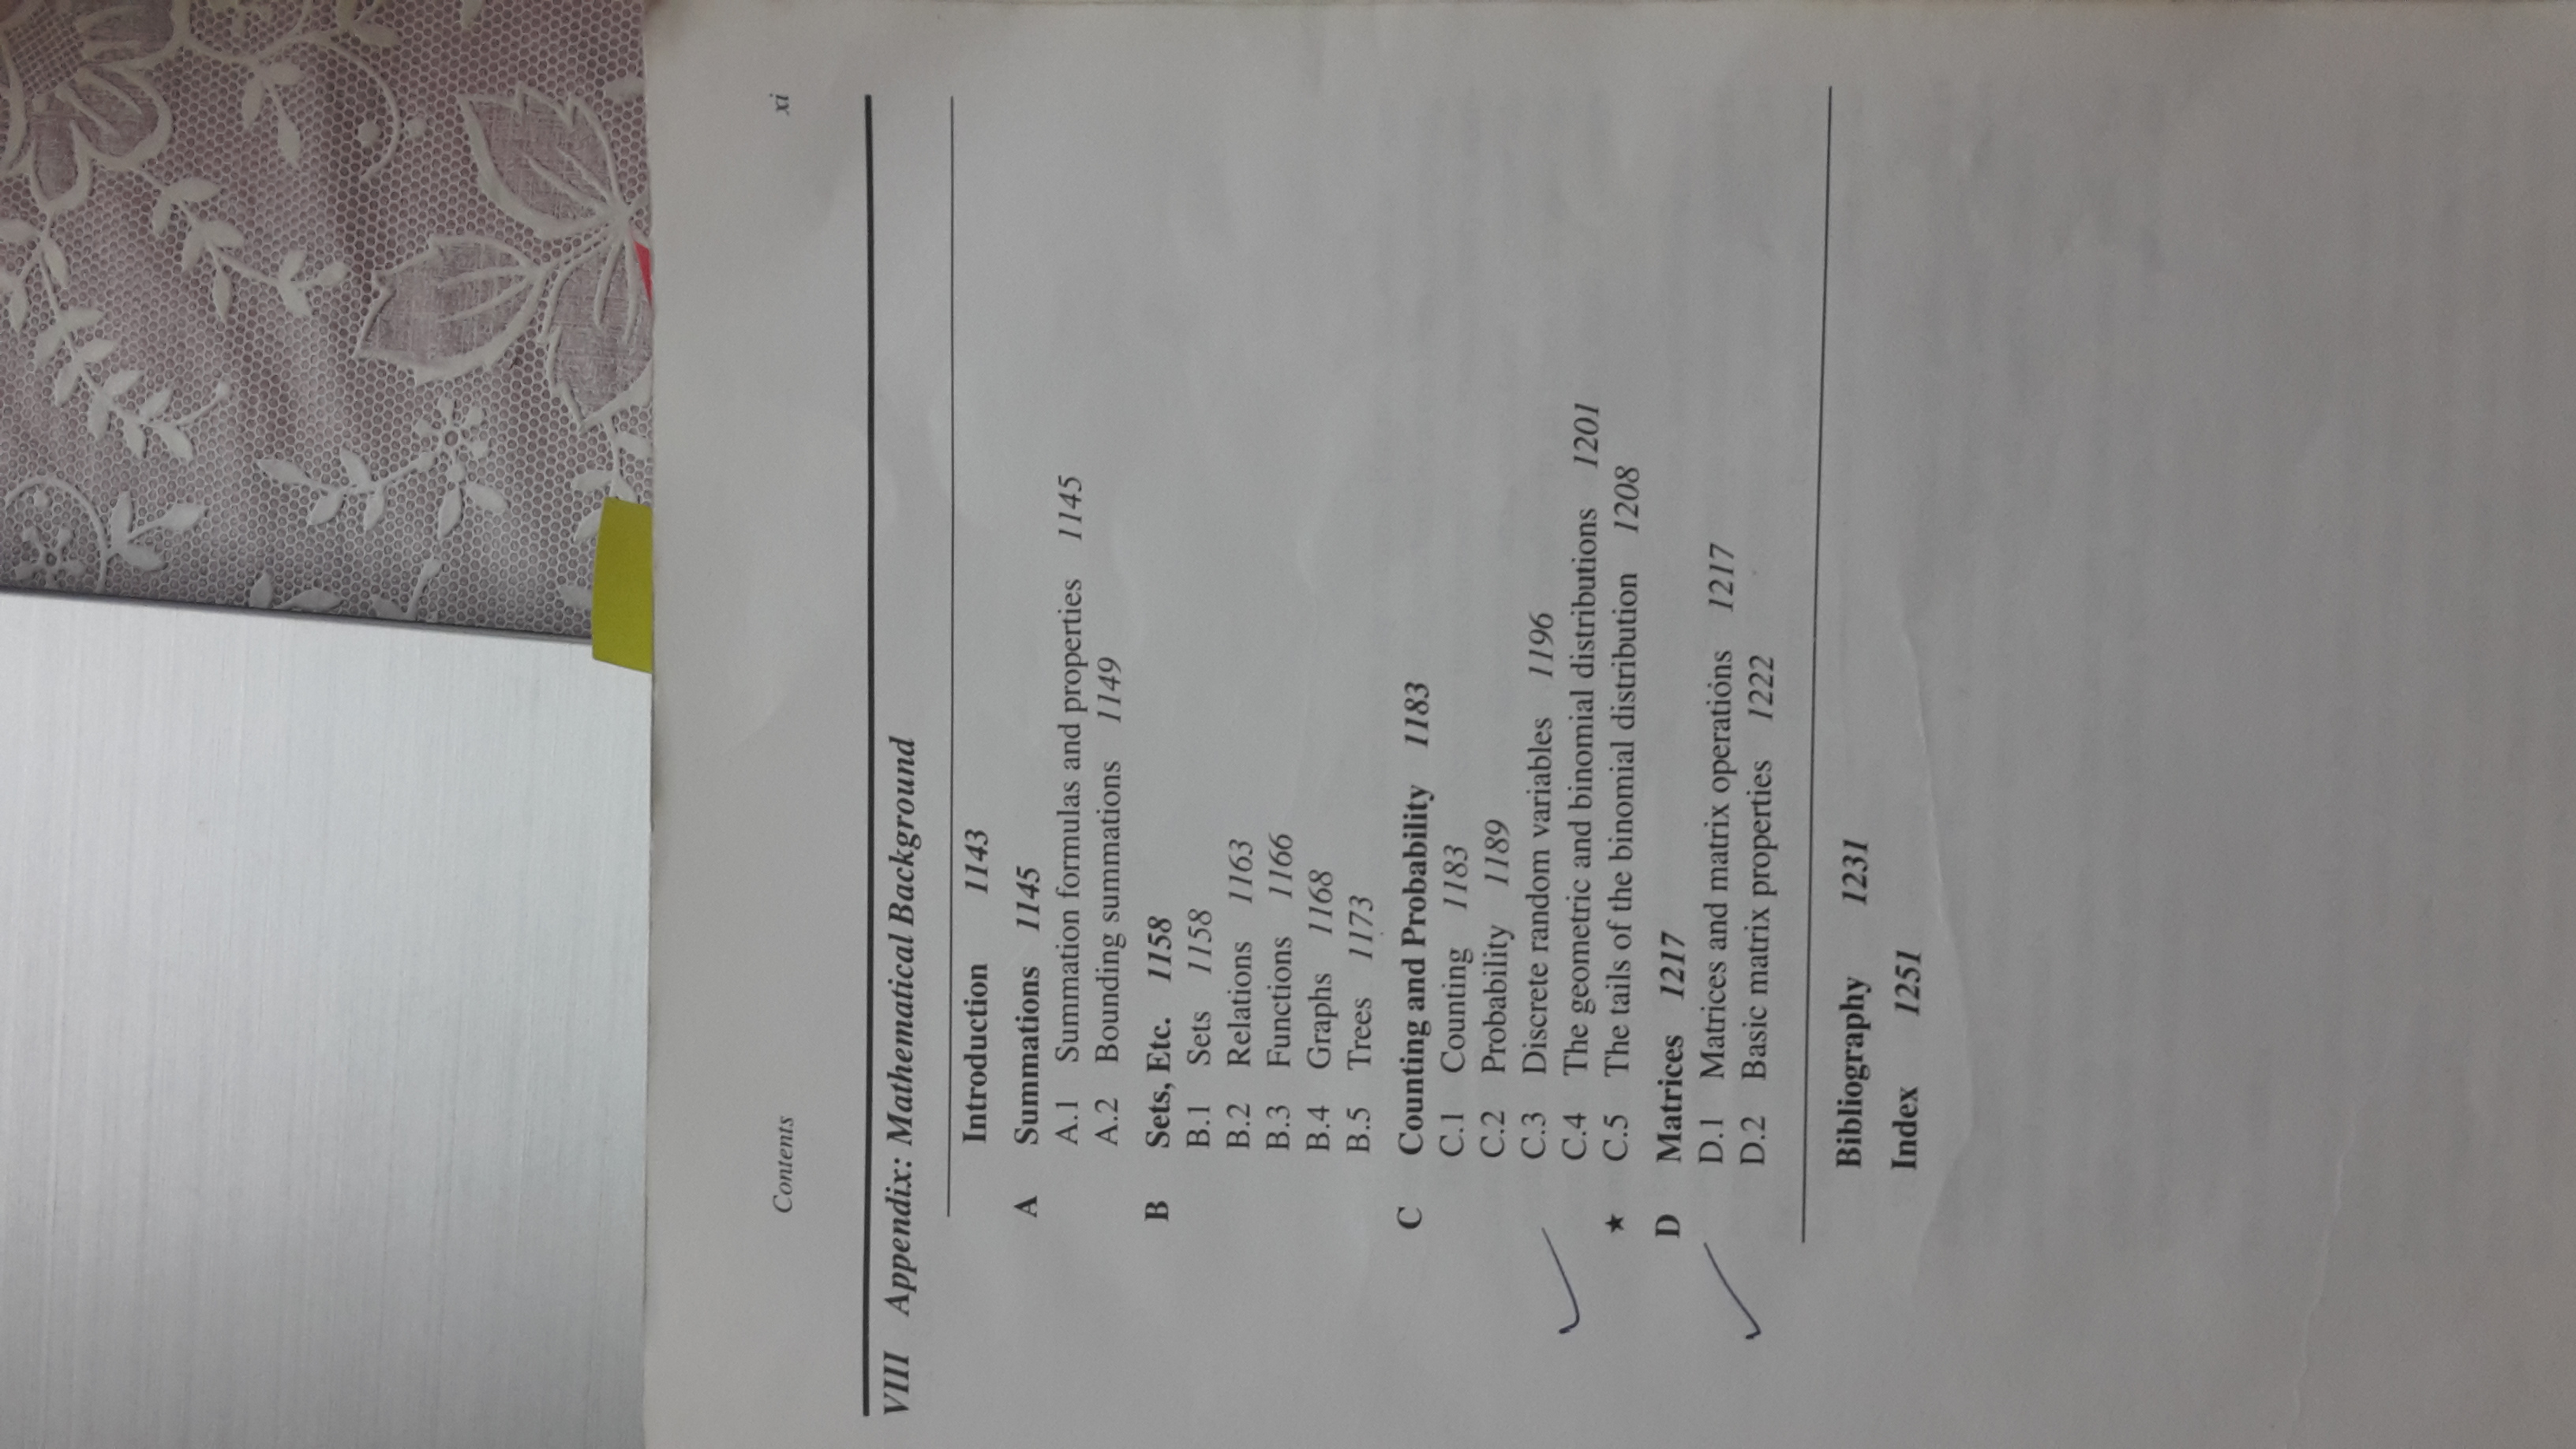 Contents xi
VIII Appendix: Mathematical Background
Introduction 1143
A Summations 1145
A.1 Summation formulas and properties 1145
A.2 Bounding summations 1149
B Sets, Etc. 1158
B.1 Sets 1158
B.2 Relations 1163
B.3 Functions 1166
B.4 Graphs 1168
B.5 Trees 1173
C Counting and Probability 1183
C.1 Counting 1183
C.2 Probability 1189
C.3 Discrete random variables 1196
C.4 The geometric and binomial distributions 1201
★ C.5 The tails of the binomial distribution 1208
D Matrices 1217
D.1 Matrices and matrix operations 1217
D.2 Basic matrix properties 1222
Bibliography 1231
Index 1251